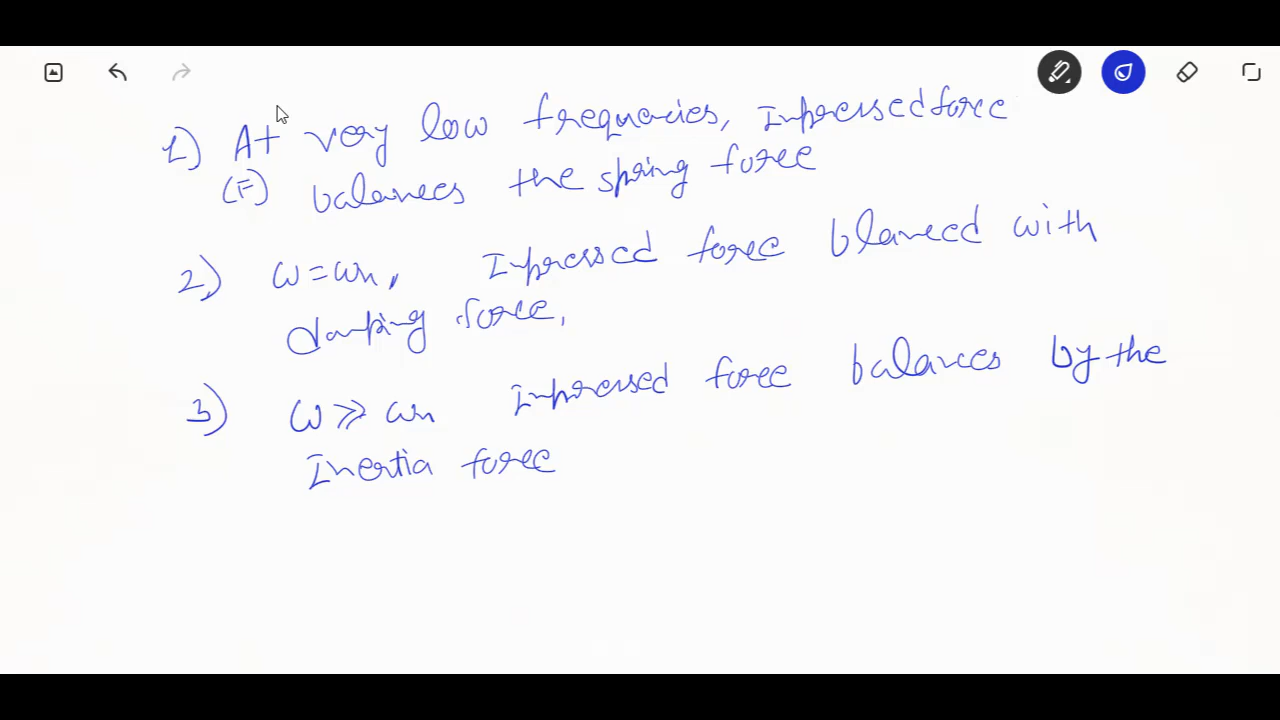 1) At very low frequencies, Impressed force
(F) balances the spring force
2) ω = ωn, Impressed force blanced with
damping force,
3) ω >> ωn Impressed force balances by the
Inertia force